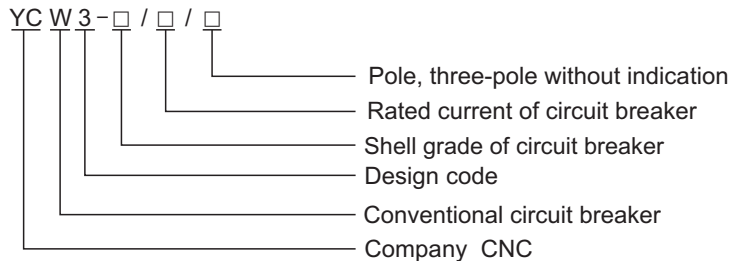 YC W 3-□ / □ / □
Pole, three-pole without indication
Rated current of circuit breaker
Shell grade of circuit breaker
Design code
Conventional circuit breaker
Company CNC